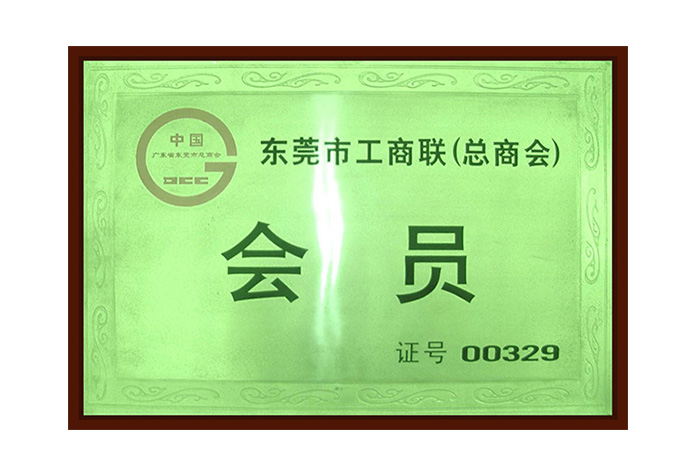 中国
广东省东莞市总商会
GCC
东莞市工商联(总商会)
会员
证号 00329